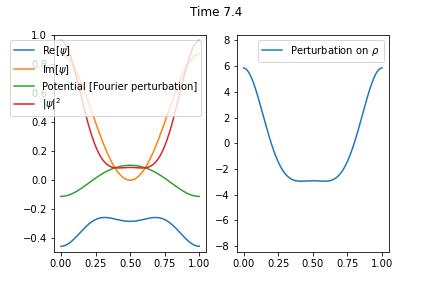 Time 7.4
1.0
0.8
0.6
0.4
0.2
0.0
−0.2
−0.4
0.00 0.25 0.50 0.75 1.00
Re[ψ]
Im[ψ]
Potential [Fourier perturbation]
|ψ|²
8
6
4
2
0
−2
−4
−6
−8
0.00 0.25 0.50 0.75 1.00
Perturbation on ρ